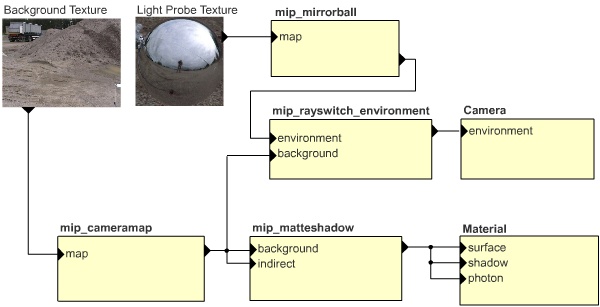 Background Texture
Light Probe Texture
mip_mirrorball
map
mip_rayswitch_environment
environment
background
Camera
environment
mip_cameramap
map
mip_matteshadow
background
indirect
Material
surface
shadow
photon